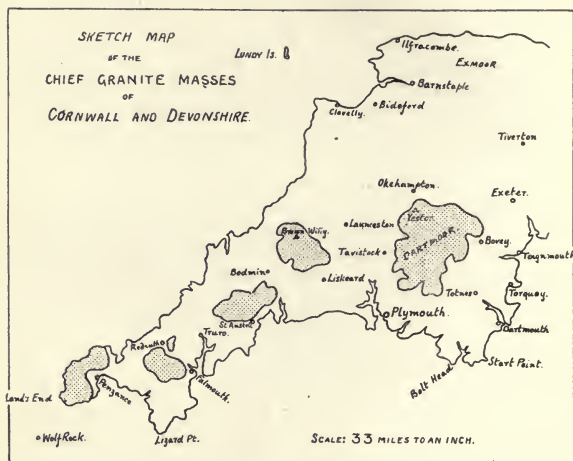 SKETCH MAP
OF THE
CHIEF GRANITE MASSES
OF
CORNWALL AND DEVONSHIRE.
LUNDY IS.
Ilfracombe.
EXMOOR
Barnstaple
Clovelly.
Bideford
Tiverton
Okehampton.
Exeter.
Yestor.
Launceston
Brown Willy.
DARTMOOR.
Tavistock
Bovey.
Teignmouth
Bodmin
Liskeard
Totnes
Torquay.
St Austell
Plymouth.
Dartmouth
Truro.
Redruth
Start Point.
Bolt Head
Falmouth.
Penzance
Land's End
Wolf Rock.
Lizard Pt.
SCALE: 33 MILES TO AN INCH.